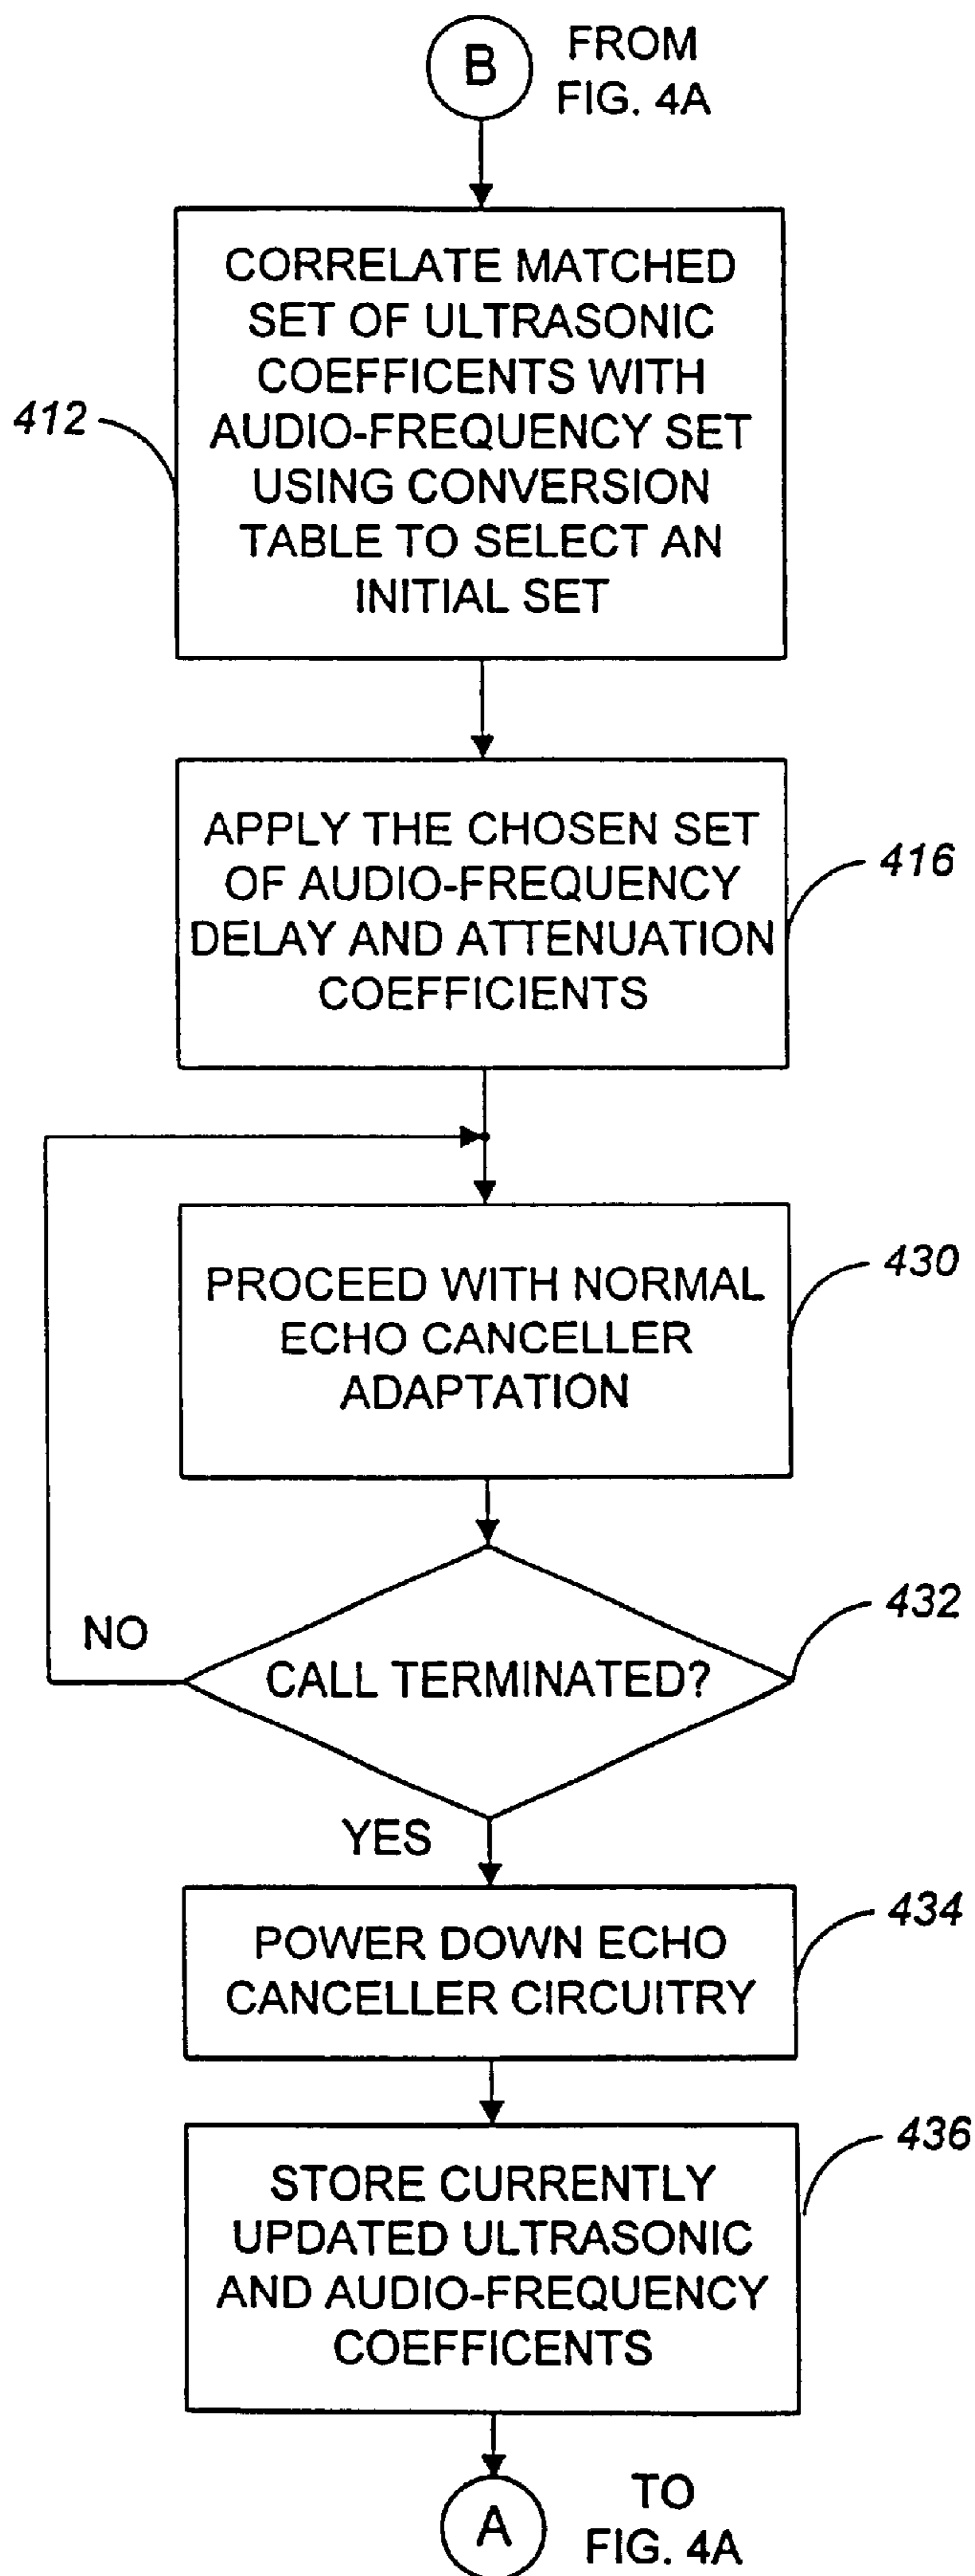 B
FROM
FIG. 4A
CORRELATE MATCHED
SET OF ULTRASONIC
COEFFICENTS WITH
AUDIO-FREQUENCY SET
USING CONVERSION
TABLE TO SELECT AN
INITIAL SET
412
APPLY THE CHOSEN SET
OF AUDIO-FREQUENCY
DELAY AND ATTENUATION
COEFFICIENTS
416
PROCEED WITH NORMAL
ECHO CANCELLER
ADAPTATION
430
CALL TERMINATED?
432
NO
YES
POWER DOWN ECHO
CANCELLER CIRCUITRY
434
STORE CURRENTLY
UPDATED ULTRASONIC
AND AUDIO-FREQUENCY
COEFFICENTS
436
A
TO
FIG. 4A